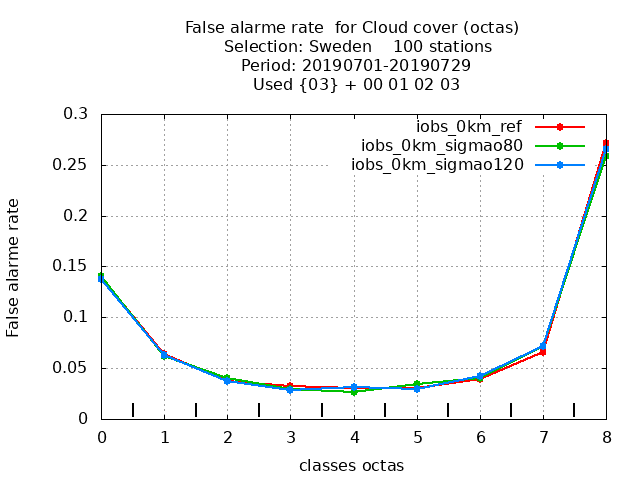 False alarme rate  for Cloud cover (octas)
Selection: Sweden    100 stations
Period: 20190701-20190729
Used {03} + 00 01 02 03
iobs_0km_ref
iobs_0km_sigmao80
iobs_0km_sigmao120
False alarme rate
0.3
0.25
0.2
0.15
0.1
0.05
0
0 1 2 3 4 5 6 7 8
classes octas